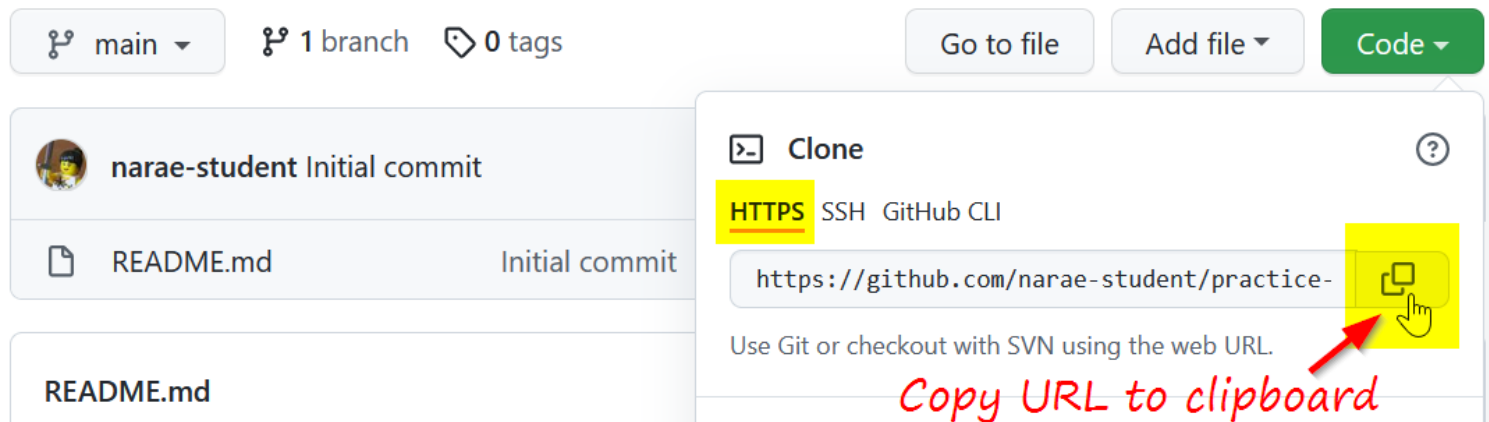 main 1 branch 0 tags Go to file Add file Code
narae-student Initial commit
README.md Initial commit
README.md
Clone
HTTPS SSH GitHub CLI
https://github.com/narae-student/practice-
Use Git or checkout with SVN using the web URL.
Copy URL to clipboard